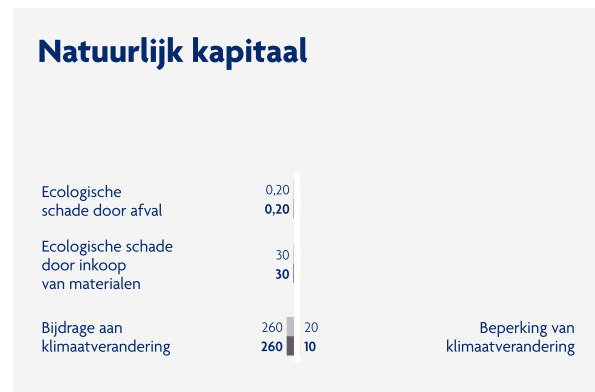 Natuurlijk kapitaal
Ecologische
schade door afval
0,20
0,20
Ecologische schade
door inkoop
van materialen
30
30
Bijdrage aan
klimaatverandering
260
260
20
10
Beperking van
klimaatverandering